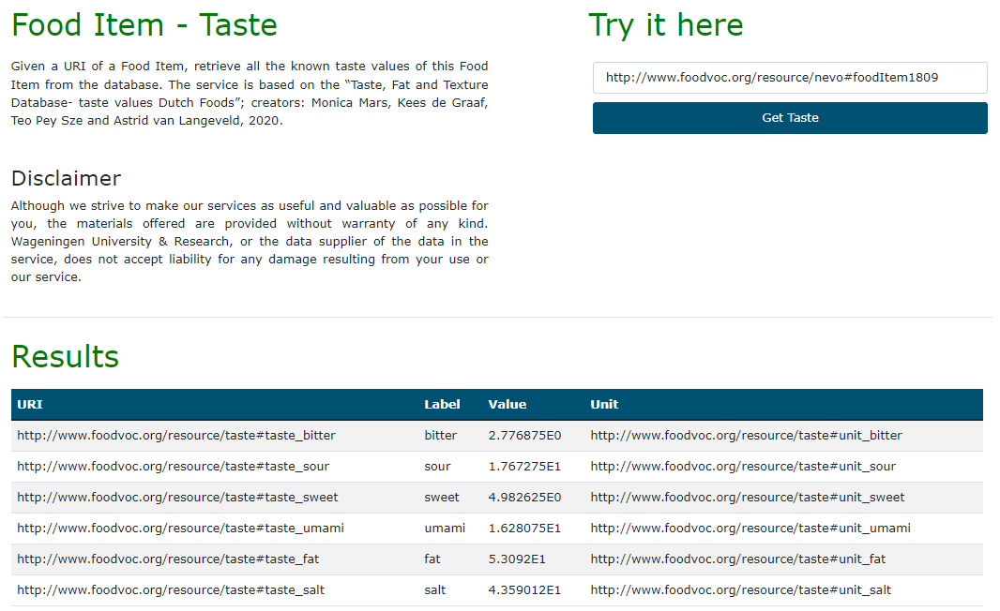 Food Item - Taste
Given a URI of a Food Item, retrieve all the known taste values of this Food
Item from the database. The service is based on the “Taste, Fat and Texture
Database- taste values Dutch Foods”; creators: Monica Mars, Kees de Graaf,
Teo Pey Sze and Astrid van Langeveld, 2020.
Disclaimer
Although we strive to make our services as useful and valuable as possible for
you, the materials offered are provided without warranty of any kind.
Wageningen University & Research, or the data supplier of the data in the
service, does not accept liability for any damage resulting from your use or
our service.
Try it here
http://www.foodvoc.org/resource/nevo#foodItem1809
Get Taste
Results
URI Label Value Unit
http://www.foodvoc.org/resource/taste#taste_bitter bitter 2.776875E0 http://www.foodvoc.org/resource/taste#unit_bitter
http://www.foodvoc.org/resource/taste#taste_sour sour 1.767275E1 http://www.foodvoc.org/resource/taste#unit_sour
http://www.foodvoc.org/resource/taste#taste_sweet sweet 4.982625E0 http://www.foodvoc.org/resource/taste#unit_sweet
http://www.foodvoc.org/resource/taste#taste_umami umami 1.628075E1 http://www.foodvoc.org/resource/taste#unit_umami
http://www.foodvoc.org/resource/taste#taste_fat fat 5.3092E1 http://www.foodvoc.org/resource/taste#unit_fat
http://www.foodvoc.org/resource/taste#taste_salt salt 4.359012E1 http://www.foodvoc.org/resource/taste#unit_salt